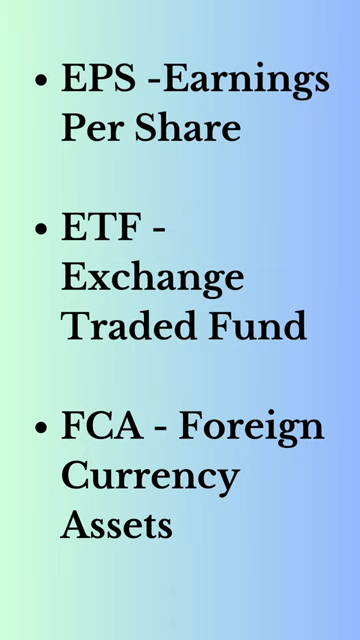 • EPS -Earnings
Per Share
• ETF -
Exchange
Traded Fund
• FCA - Foreign
Currency
Assets